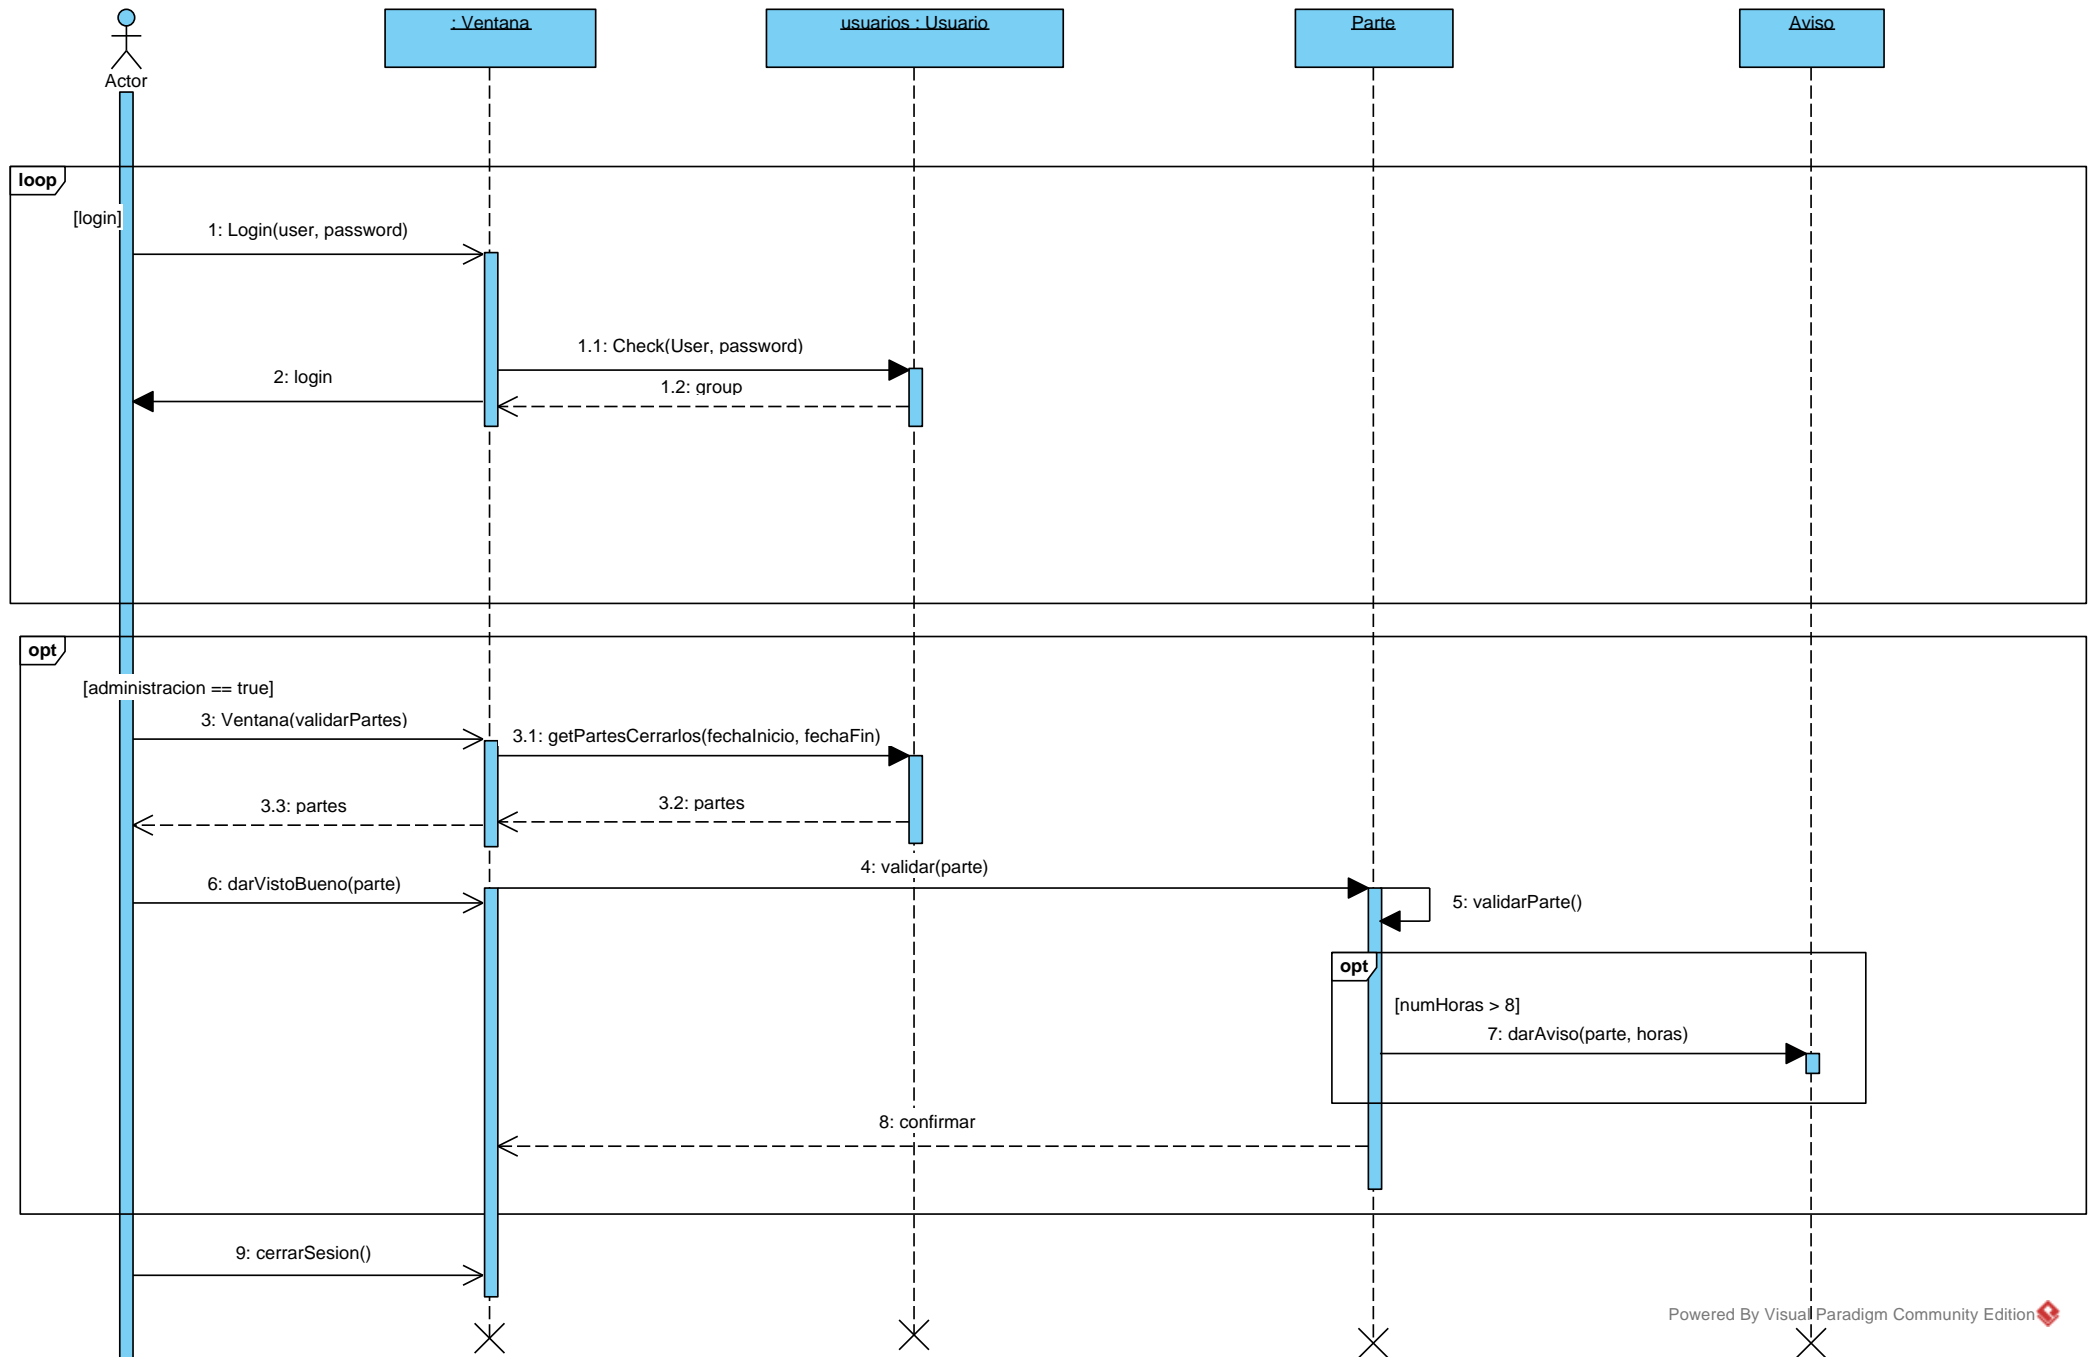 : Ventana
usuarios : Usuario
Parte
Aviso
Actor
loop
[login]
1: Login(user, password)
1.1: Check(User, password)
2: login
1.2: group
opt
[administracion == true]
3: Ventana(validarPartes)
3.1: getPartesCerrarlos(fechaInicio, fechaFin)
3.3: partes
3.2: partes
4: validar(parte)
6: darVistoBueno(parte)
5: validarParte()
opt
[numHoras > 8]
7: darAviso(parte, horas)
8: confirmar
9: cerrarSesion()
Powered By Visual Paradigm Community Edition